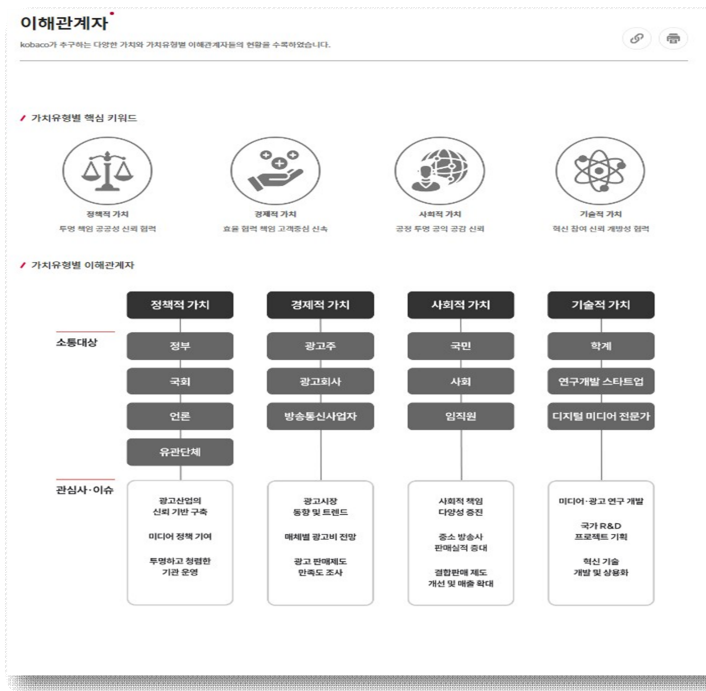 이해관계자
kobaco가 추구하는 다양한 가치와 가치유형별 이해관계자들의 현황을 수록하였습니다.
가치유형별 핵심 키워드
정책적 가치
투명 책임 공공성 신뢰 협력
경제적 가치
효율 협력 책임 고객중심 신속
사회적 가치
공정 투명 공익 공감 신뢰
기술적 가치
혁신 참여 신뢰 개방성 협력
가치유형별 이해관계자
정책적 가치 경제적 가치 사회적 가치 기술적 가치
소통대상 정부 광고주 국민 학계
국회 광고회사 사회 연구개발 스타트업
언론 방송통신사업자 임직원 디지털 미디어 전문가
유관단체
관심사·이슈
광고산업의
신뢰 기반 구축
미디어 정책 기여
투명하고 청렴한
기관 운영
광고시장
동향 및 트렌드
매체별 광고비 전망
광고 판매제도
만족도 조사
사회적 책임
다양성 증진
중소 방송사
판매실적 증대
결합판매 제도
개선 및 매출 확대
미디어·광고 연구 개발
국가 R&D
프로젝트 기획
혁신 기술
개발 및 상용화